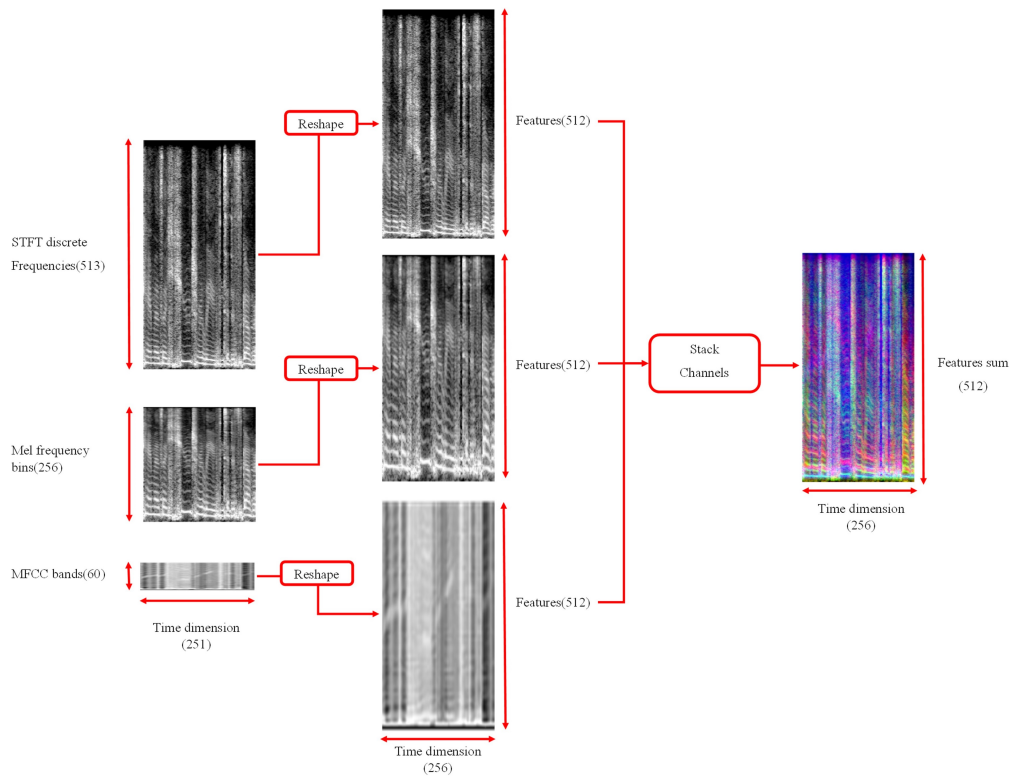 Reshape
Features(512)
STFT discrete
Frequencies(513)
Reshape
Features(512)
Stack
Channels
Features sum
(512)
Mel frequency
bins(256)
Time dimension
(256)
MFCC bands(60)
Reshape
Features(512)
Time dimension
(251)
Time dimension
(256)